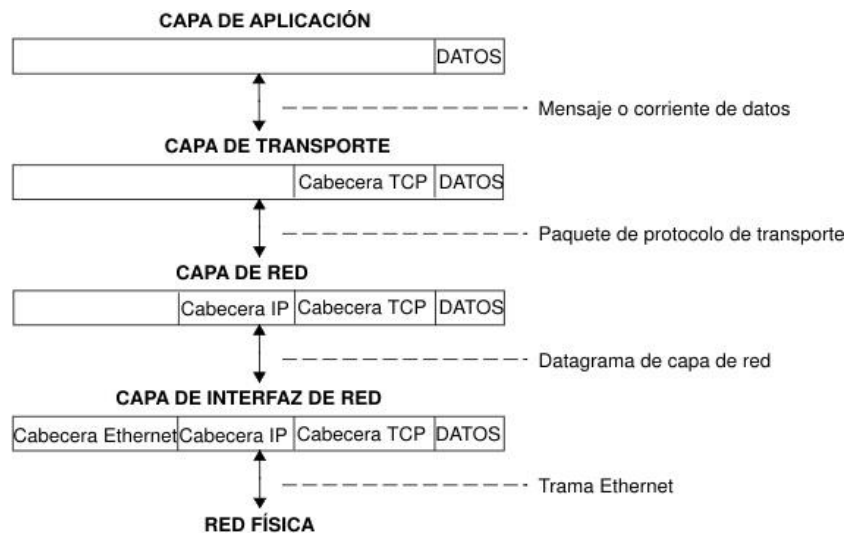 CAPA DE APLICACIÓN
DATOS
Mensaje o corriente de datos
CAPA DE TRANSPORTE
Cabecera TCP DATOS
Paquete de protocolo de transporte
CAPA DE RED
Cabecera IP Cabecera TCP DATOS
Datagrama de capa de red
CAPA DE INTERFAZ DE RED
Cabecera Ethernet Cabecera IP Cabecera TCP DATOS
Trama Ethernet
RED FÍSICA